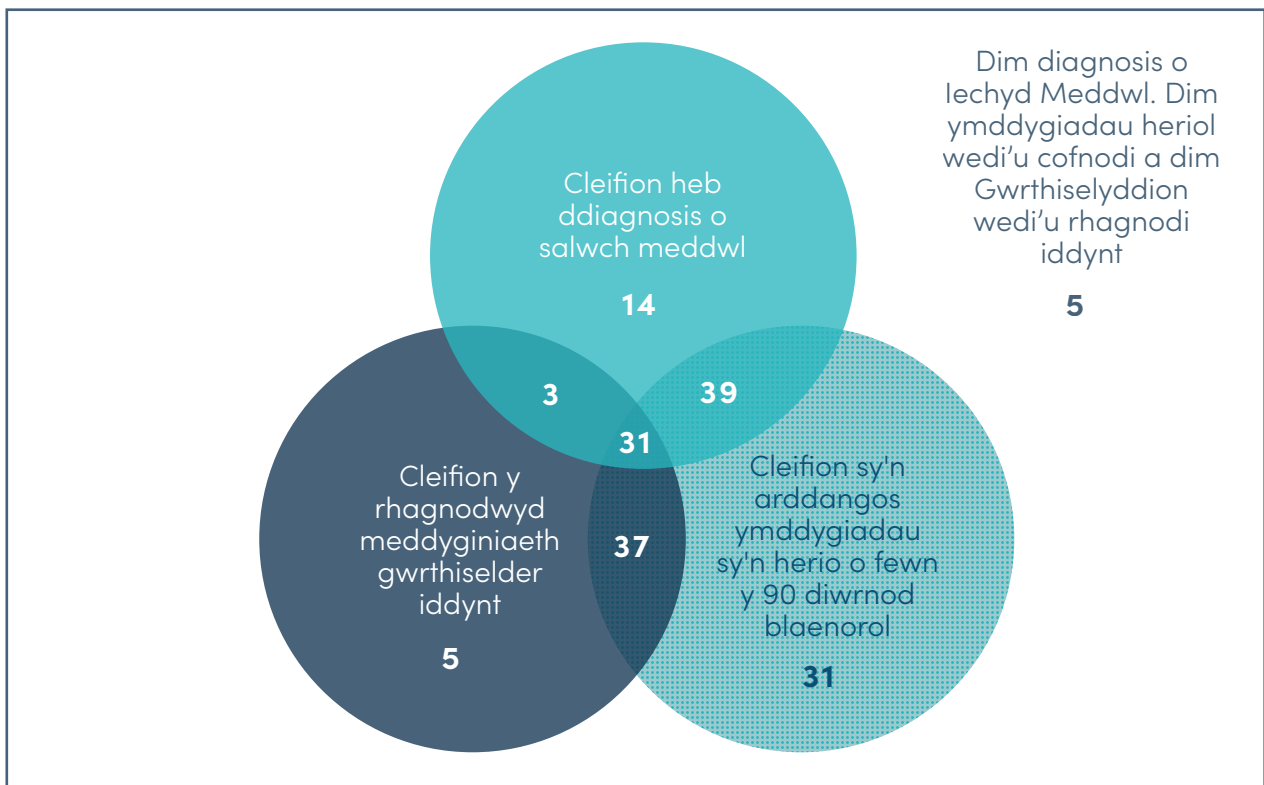 Dim diagnosis o
Iechyd Meddwl. Dim
ymddygiadau heriol
wedi'u cofnodi a dim
Gwrthiselyddion
wedi'u rhagnodi
iddynt
5
Cleifion heb
ddiagnosis o
salwch meddwl
14
3
39
31
Cleifion y
rhagnodwyd
meddyginiaeth
gwrthiselder
iddynt
5
37
Cleifion sy'n
arddangos
ymddygiadau
sy'n herio o fewn
y 90 diwrnod
blaenorol
31